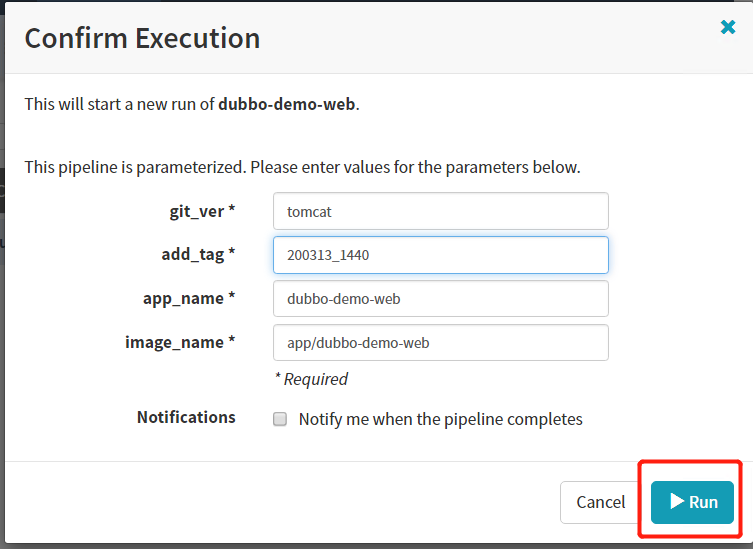 Confirm Execution
This will start a new run of dubbo-demo-web.
This pipeline is parameterized. Please enter values for the parameters below.
git_ver * tomcat
add_tag * 200313_1440
app_name * dubbo-demo-web
image_name * app/dubbo-demo-web
* Required
Notifications Notify me when the pipeline completes
Cancel Run